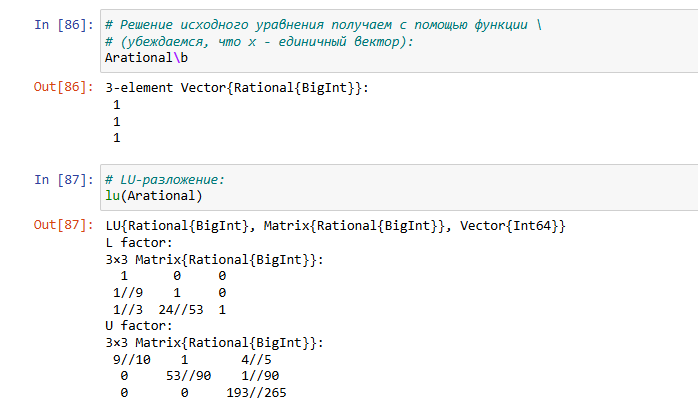 In [86]: # Решение исходного уравнения получаем с помощью функции \
# (убеждаемся, что x - единичный вектор):
Arational\b
Out[86]: 3-element Vector{Rational{BigInt}}:
1
1
1
In [87]: # LU-разложение:
lu(Arational)
Out[87]: LU{Rational{BigInt}, Matrix{Rational{BigInt}}, Vector{Int64}}
L factor:
3×3 Matrix{Rational{BigInt}}:
1 0 0
1//9 1 0
1//3 24//53 1
U factor:
3×3 Matrix{Rational{BigInt}}:
9//10 1 4//5
0 53//90 1//90
0 0 193//265